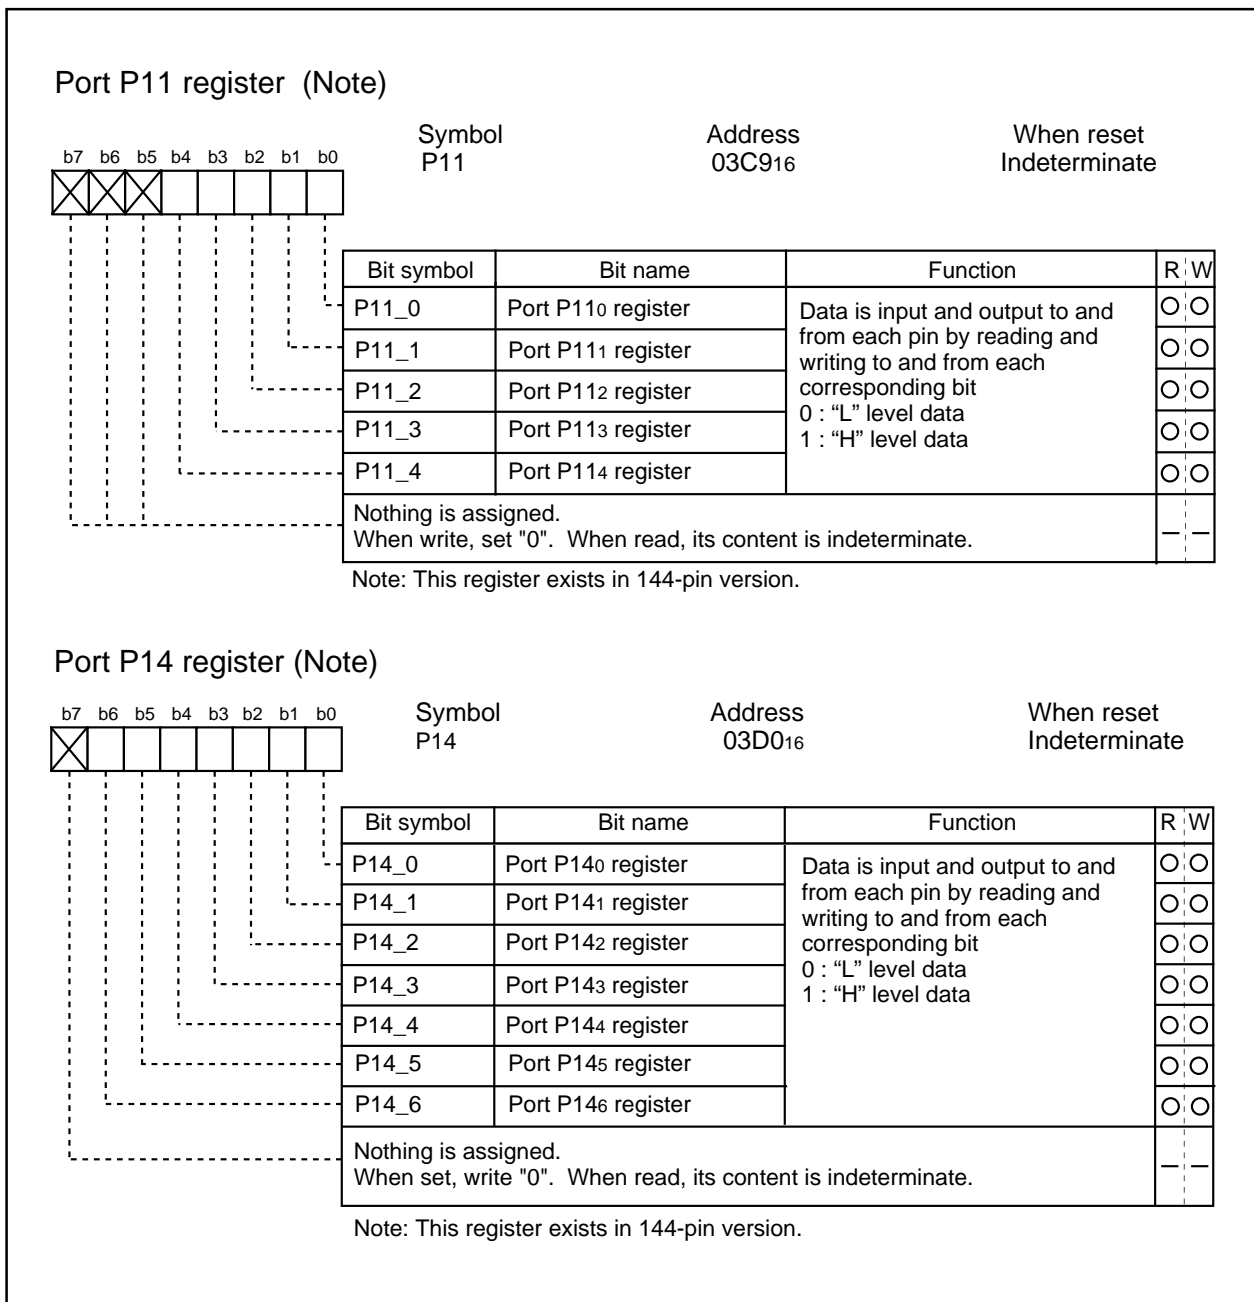 Port P11 register (Note)
Symbol Address When reset
P11 03C916 Indeterminate
b7 b6 b5 b4 b3 b2 b1 b0
Bit symbol Bit name Function R W
P11_0 Port P110 register
P11_1 Port P111 register
P11_2 Port P112 register
P11_3 Port P113 register
P11_4 Port P114 register
Data is input and output to and
from each pin by reading and
writing to and from each
corresponding bit
0 : “L” level data
1 : “H” level data
Nothing is assigned.
When write, set "0". When read, its content is indeterminate.
Note: This register exists in 144-pin version.
Port P14 register (Note)
Symbol Address When reset
P14 03D016 Indeterminate
b7 b6 b5 b4 b3 b2 b1 b0
Bit symbol Bit name Function R W
P14_0 Port P140 register
P14_1 Port P141 register
P14_2 Port P142 register
P14_3 Port P143 register
P14_4 Port P144 register
P14_5 Port P145 register
P14_6 Port P146 register
Data is input and output to and
from each pin by reading and
writing to and from each
corresponding bit
0 : “L” level data
1 : “H” level data
Nothing is assigned.
When set, write "0". When read, its content is indeterminate.
Note: This register exists in 144-pin version.